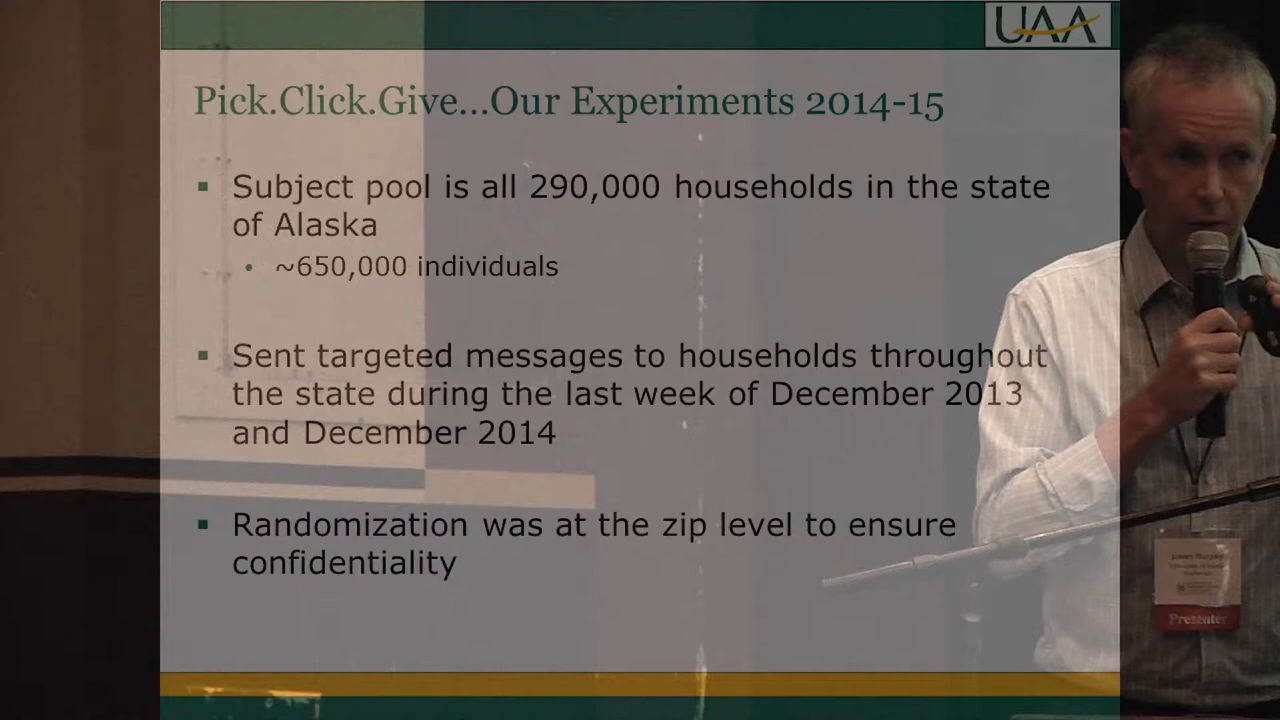 UAA
Pick.Click.Give...Our Experiments 2014-15
▪ Subject pool is all 290,000 households in the state
of Alaska
• ~650,000 individuals
▪ Sent targeted messages to households throughout
the state during the last week of December 2013
and December 2014
▪ Randomization was at the zip level to ensure
confidentiality
James Murphy
Presenter